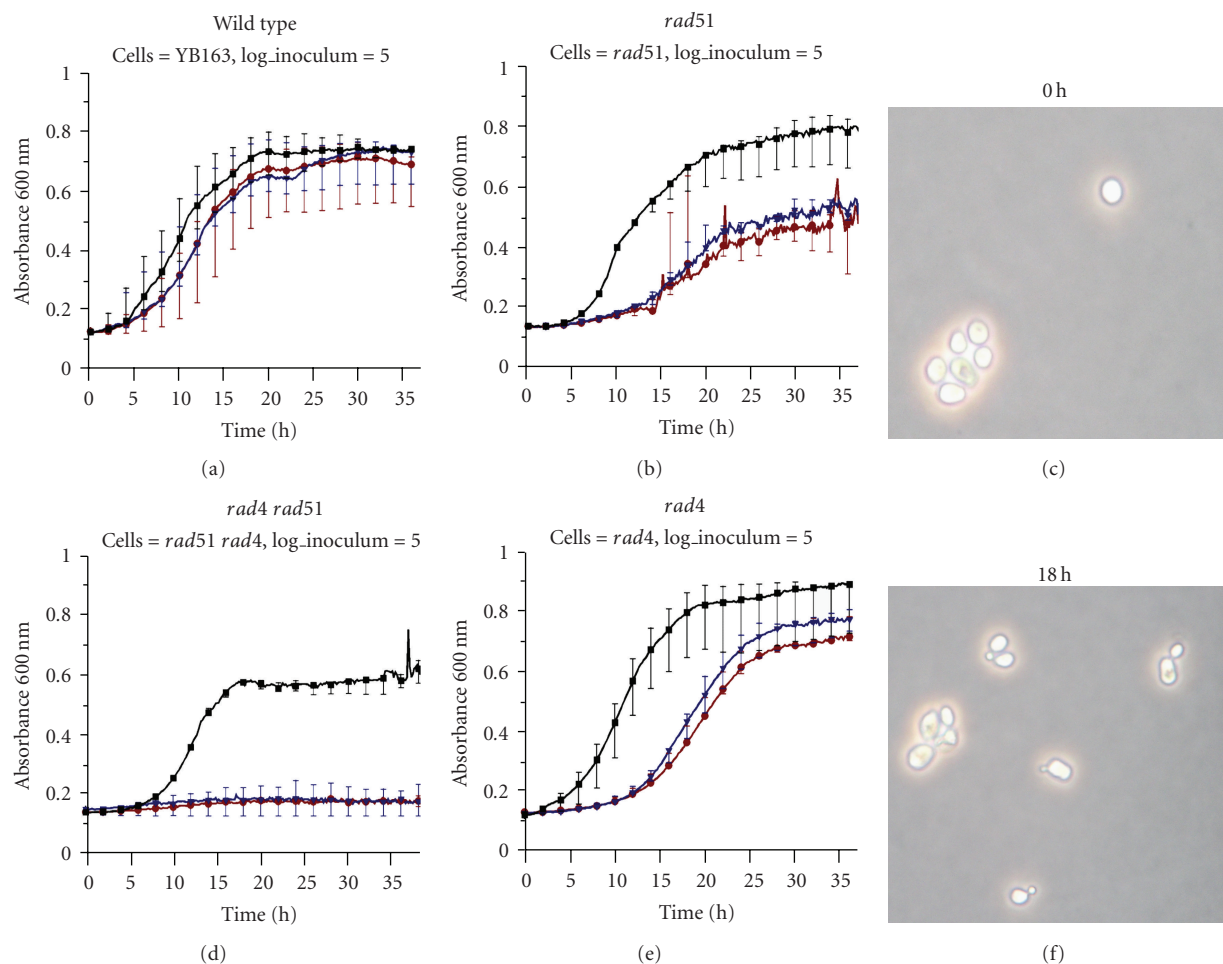 Wild type
Cells = YB163, log_inoculum = 5
1
0.8
0.6
0.4
0.2
0
Absorbance 600 nm
0 5 10 15 20 25 30 35
Time (h)
(a)
rad51
Cells = rad51, log_inoculum = 5
1
0.8
0.6
0.4
0.2
0
Absorbance 600 nm
0 5 10 15 20 25 30 35
Time (h)
(b)
0 h
(c)
rad4 rad51
Cells = rad51 rad4, log_inoculum = 5
1
0.8
0.6
0.4
0.2
0
Absorbance 600 nm
0 5 10 15 20 25 30 35
Time (h)
(d)
rad4
Cells = rad4, log_inoculum = 5
1
0.8
0.6
0.4
0.2
0
Absorbance 600 nm
0 5 10 15 20 25 30 35
Time (h)
(e)
18 h
(f)